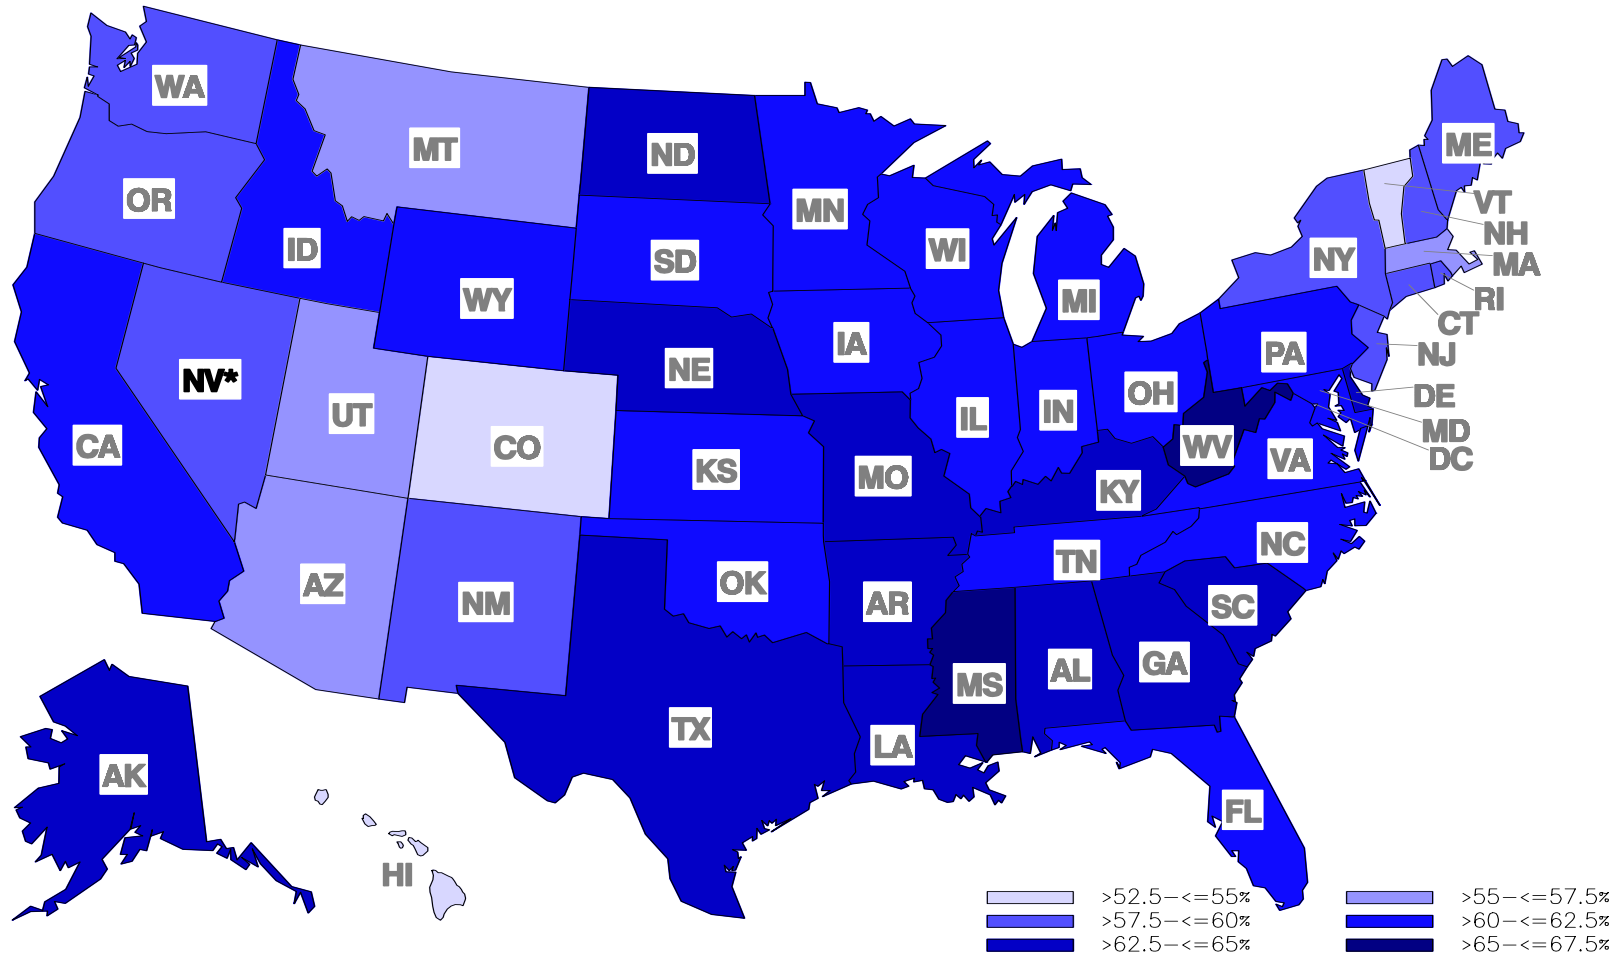 WA
MT
ND
ME
MN
OR
VT
NH
ID
WI
SD
NY
MA
WY
MI
RI
CT
IA
PA
NJ
NE
NV*
OH
DE
UT
IL
IN
MD
CA
CO
WV
VA
DC
KS
MO
KY
NC
TN
AZ
OK
NM
AR
SC
GA
AL
MS
TX
LA
AK
FL
HI
>52.5-<=55% >55-<=57.5%
>57.5-<=60% >60-<=62.5%
>62.5-<=65% >65-<=67.5%